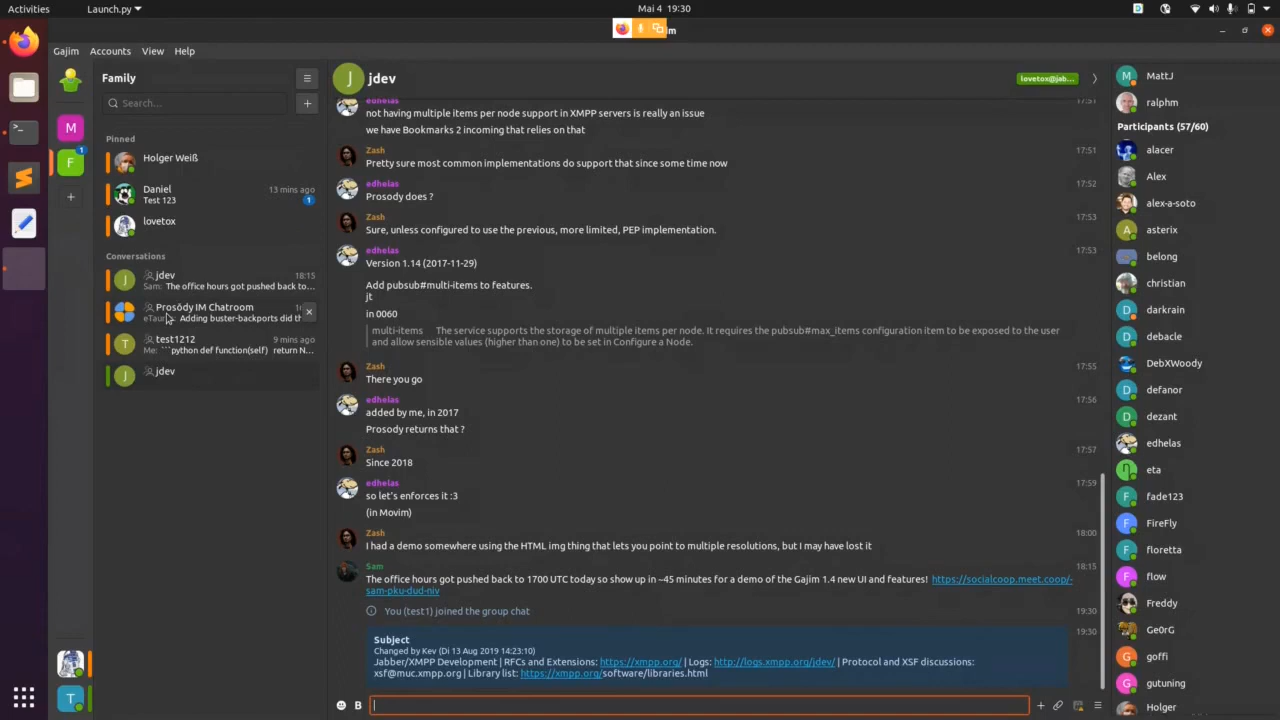 Activities
Launch.py
Mai 4 19:30
Gajim
Accounts
View
Help
Family
Search...
Pinned
Holger Weiß
Daniel
13 mins ago
Test 123
1
lovetox
Conversations
jdev
18:15
Sam: The office hours got pushed back to...
Prosŏdy IM Chatroom
Adding buster-backports did th
test1212
9 mins ago
Me: ```python def function(self) return N...
jdev
M
F
1
T
J
T
J
J
jdev
lovetox@jab...
edhelas
17:51
not having multiple items per node support in XMPP servers is really an issue
we have Bookmarks 2 incoming that relies on that
Zash
17:51
Pretty sure most common implementations do support that since some time now
edhelas
17:52
Prosody does ?
Zash
17:53
Sure, unless configured to use the previous, more limited, PEP implementation.
edhelas
17:53
Version 1.14 (2017-11-29)
Add pubsub#multi-items to features.
jt
in 0060
multi-items The service supports the storage of multiple items per node. It requires the pubsub#max_items configuration item to be exposed to the user
and allow sensible values (higher than one) to be set in Configure a Node.
Zash
17:55
There you go
edhelas
17:56
added by me, in 2017
Prosody returns that ?
Zash
17:57
Since 2018
edhelas
17:59
so let's enforces it :3
(in Movim)
Zash
18:00
I had a demo somewhere using the HTML img thing that lets you point to multiple resolutions, but I may have lost it
Sam
18:15
The office hours got pushed back to 1700 UTC today so show up in ~45 minutes for a demo of the Gajim 1.4 new UI and features! https://socialcoop.meet.coop/-
sam-pku-dud-niv
You (test1) joined the group chat
19:30
Subject
19:30
Changed by Kev (Di 13 Aug 2019 14:23:10)
Jabber/XMPP Development | RFCs and Extensions: https://xmpp.org/ | Logs: http://logs.xmpp.org/jdev/ | Protocol and XSF discussions:
xsf@muc.xmpp.org | Library list: https://xmpp.org/software/libraries.html
B
M
MattJ
ralphm
Participants (57/60)
alacer
Alex
alex-a-soto
A
asterix
belong
christian
D
darkrain
D
debacle
DebXWoody
D
defanor
D
dezant
edhelas
η
eta
F
fade123
F
FireFly
F
floretta
F
flow
Freddy
Ge0rG
G
goffi
G
gutuning
Holger